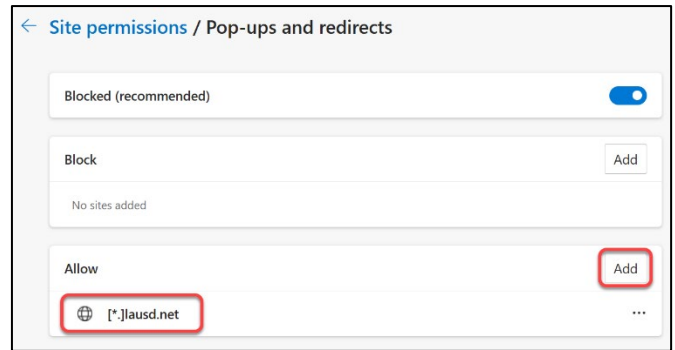 Site permissions / Pop-ups and redirects
Blocked (recommended)
Block Add
No sites added
Allow Add
[*.]lausd.net